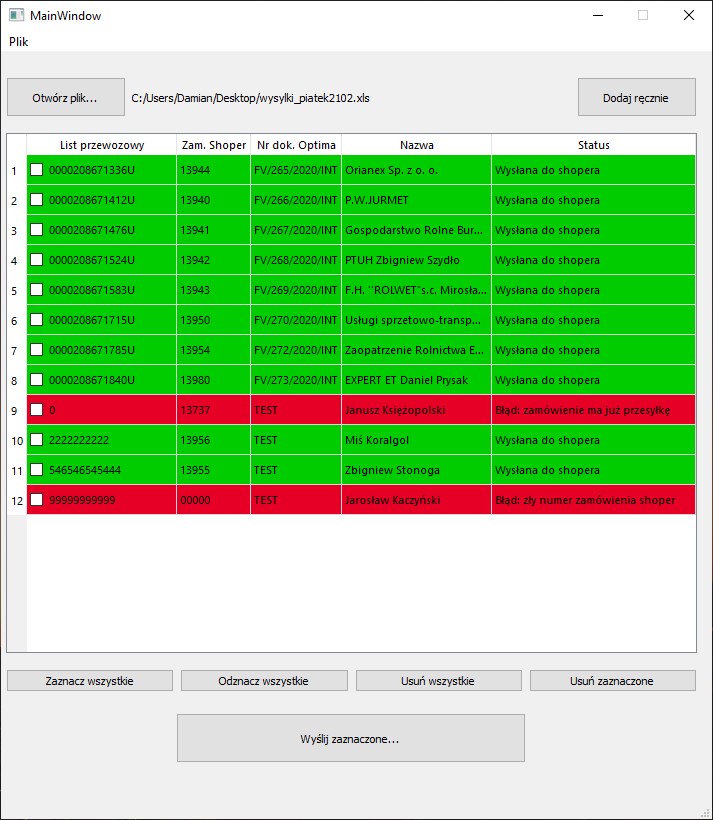 MainWindow
Plik
Otwórz plik... C:/Users/Damian/Desktop/wysylki_piatek2102.xls Dodaj ręcznie
List przewozowy Zam. Shoper Nr dok. Optima Nazwa Status
1 0000208671336U 13944 FV/265/2020/INT Orianex Sp. z o. o. Wysłana do shopera
2 0000208671412U 13940 FV/266/2020/INT P.W.JURMET Wysłana do shopera
3 0000208671476U 13941 FV/267/2020/INT Gospodarstwo Rolne Bur... Wysłana do shopera
4 0000208671524U 13942 FV/268/2020/INT PTUH Zbigniew Szydło Wysłana do shopera
5 0000208671583U 13943 FV/269/2020/INT F.H. ''ROLWET''s.c. Mirosła... Wysłana do shopera
6 0000208671715U 13950 FV/270/2020/INT Usługi sprzetowo-transp... Wysłana do shopera
7 0000208671785U 13954 FV/272/2020/INT Zaopatrzenie Rolnictwa E... Wysłana do shopera
8 0000208671840U 13980 FV/273/2020/INT EXPERT ET Daniel Prysak Wysłana do shopera
9 0 13737 TEST Janusz Księżopolski Błąd: zamówienie ma już przesyłkę
10 2222222222 13956 TEST Miś Koralgol Wysłana do shopera
11 546546545444 13955 TEST Zbigniew Stonoga Wysłana do shopera
12 99999999999 00000 TEST Jarosław Kaczyński Błąd: zły numer zamówienia shoper
Zaznacz wszystkie Odznacz wszystkie Usuń wszystkie Usuń zaznaczone
Wyślij zaznaczone...